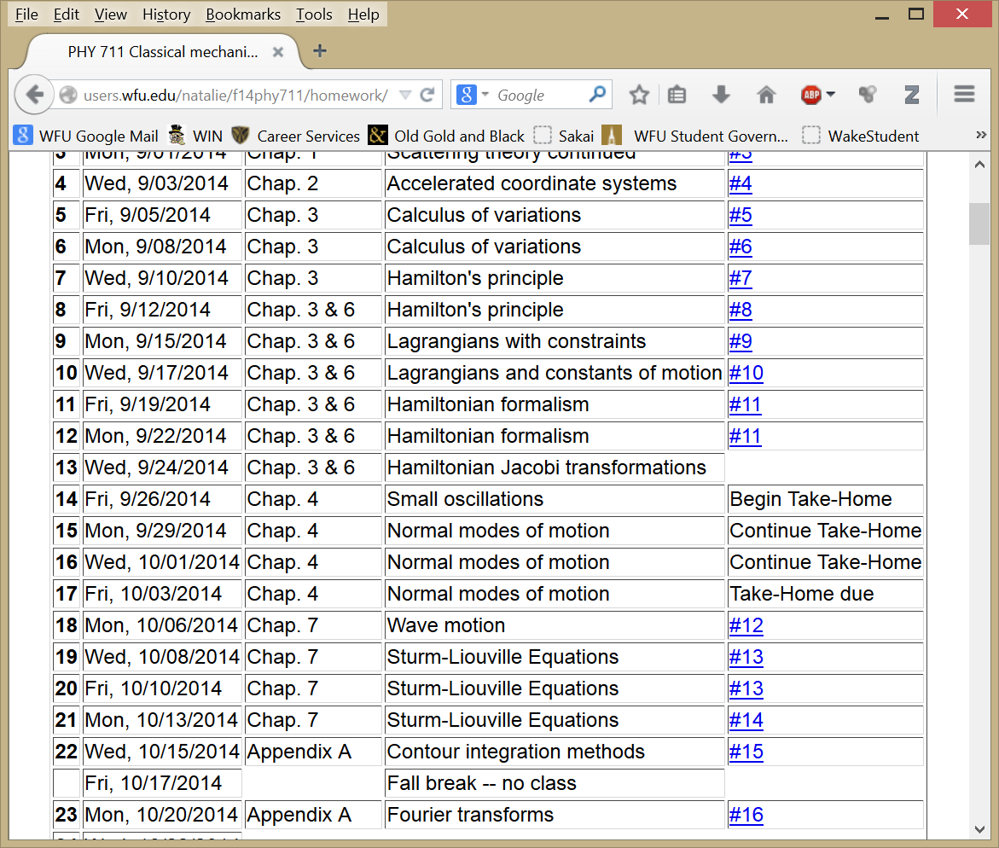 File Edit View History Bookmarks Tools Help
PHY 711 Classical mechani...
users.wfu.edu/natalie/f14phy711/homework/ Google ABP Z
WFU Google Mail WIN Career Services Old Gold and Black Sakai WFU Student Govern... WakeStudent
3 Mon, 9/01/2014 Chap. 1 Scattering theory continued #3
4 Wed, 9/03/2014 Chap. 2 Accelerated coordinate systems #4
5 Fri, 9/05/2014 Chap. 3 Calculus of variations #5
6 Mon, 9/08/2014 Chap. 3 Calculus of variations #6
7 Wed, 9/10/2014 Chap. 3 Hamilton's principle #7
8 Fri, 9/12/2014 Chap. 3 & 6 Hamilton's principle #8
9 Mon, 9/15/2014 Chap. 3 & 6 Lagrangians with constraints #9
10 Wed, 9/17/2014 Chap. 3 & 6 Lagrangians and constants of motion #10
11 Fri, 9/19/2014 Chap. 3 & 6 Hamiltonian formalism #11
12 Mon, 9/22/2014 Chap. 3 & 6 Hamiltonian formalism #11
13 Wed, 9/24/2014 Chap. 3 & 6 Hamiltonian Jacobi transformations
14 Fri, 9/26/2014 Chap. 4 Small oscillations Begin Take-Home
15 Mon, 9/29/2014 Chap. 4 Normal modes of motion Continue Take-Home
16 Wed, 10/01/2014 Chap. 4 Normal modes of motion Continue Take-Home
17 Fri, 10/03/2014 Chap. 4 Normal modes of motion Take-Home due
18 Mon, 10/06/2014 Chap. 7 Wave motion #12
19 Wed, 10/08/2014 Chap. 7 Sturm-Liouville Equations #13
20 Fri, 10/10/2014 Chap. 7 Sturm-Liouville Equations #13
21 Mon, 10/13/2014 Chap. 7 Sturm-Liouville Equations #14
22 Wed, 10/15/2014 Appendix A Contour integration methods #15
Fri, 10/17/2014 Fall break -- no class
23 Mon, 10/20/2014 Appendix A Fourier transforms #16